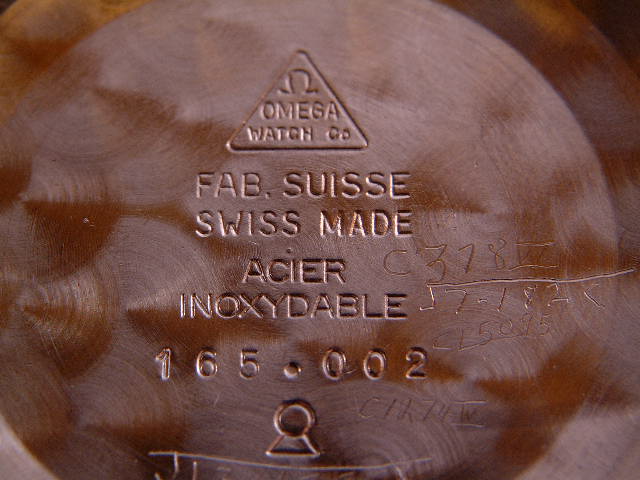 Ω
OMEGA
WATCH Co
FAB. SUISSE
SWISS MADE
ACIER
INOXYDABLE
165.002